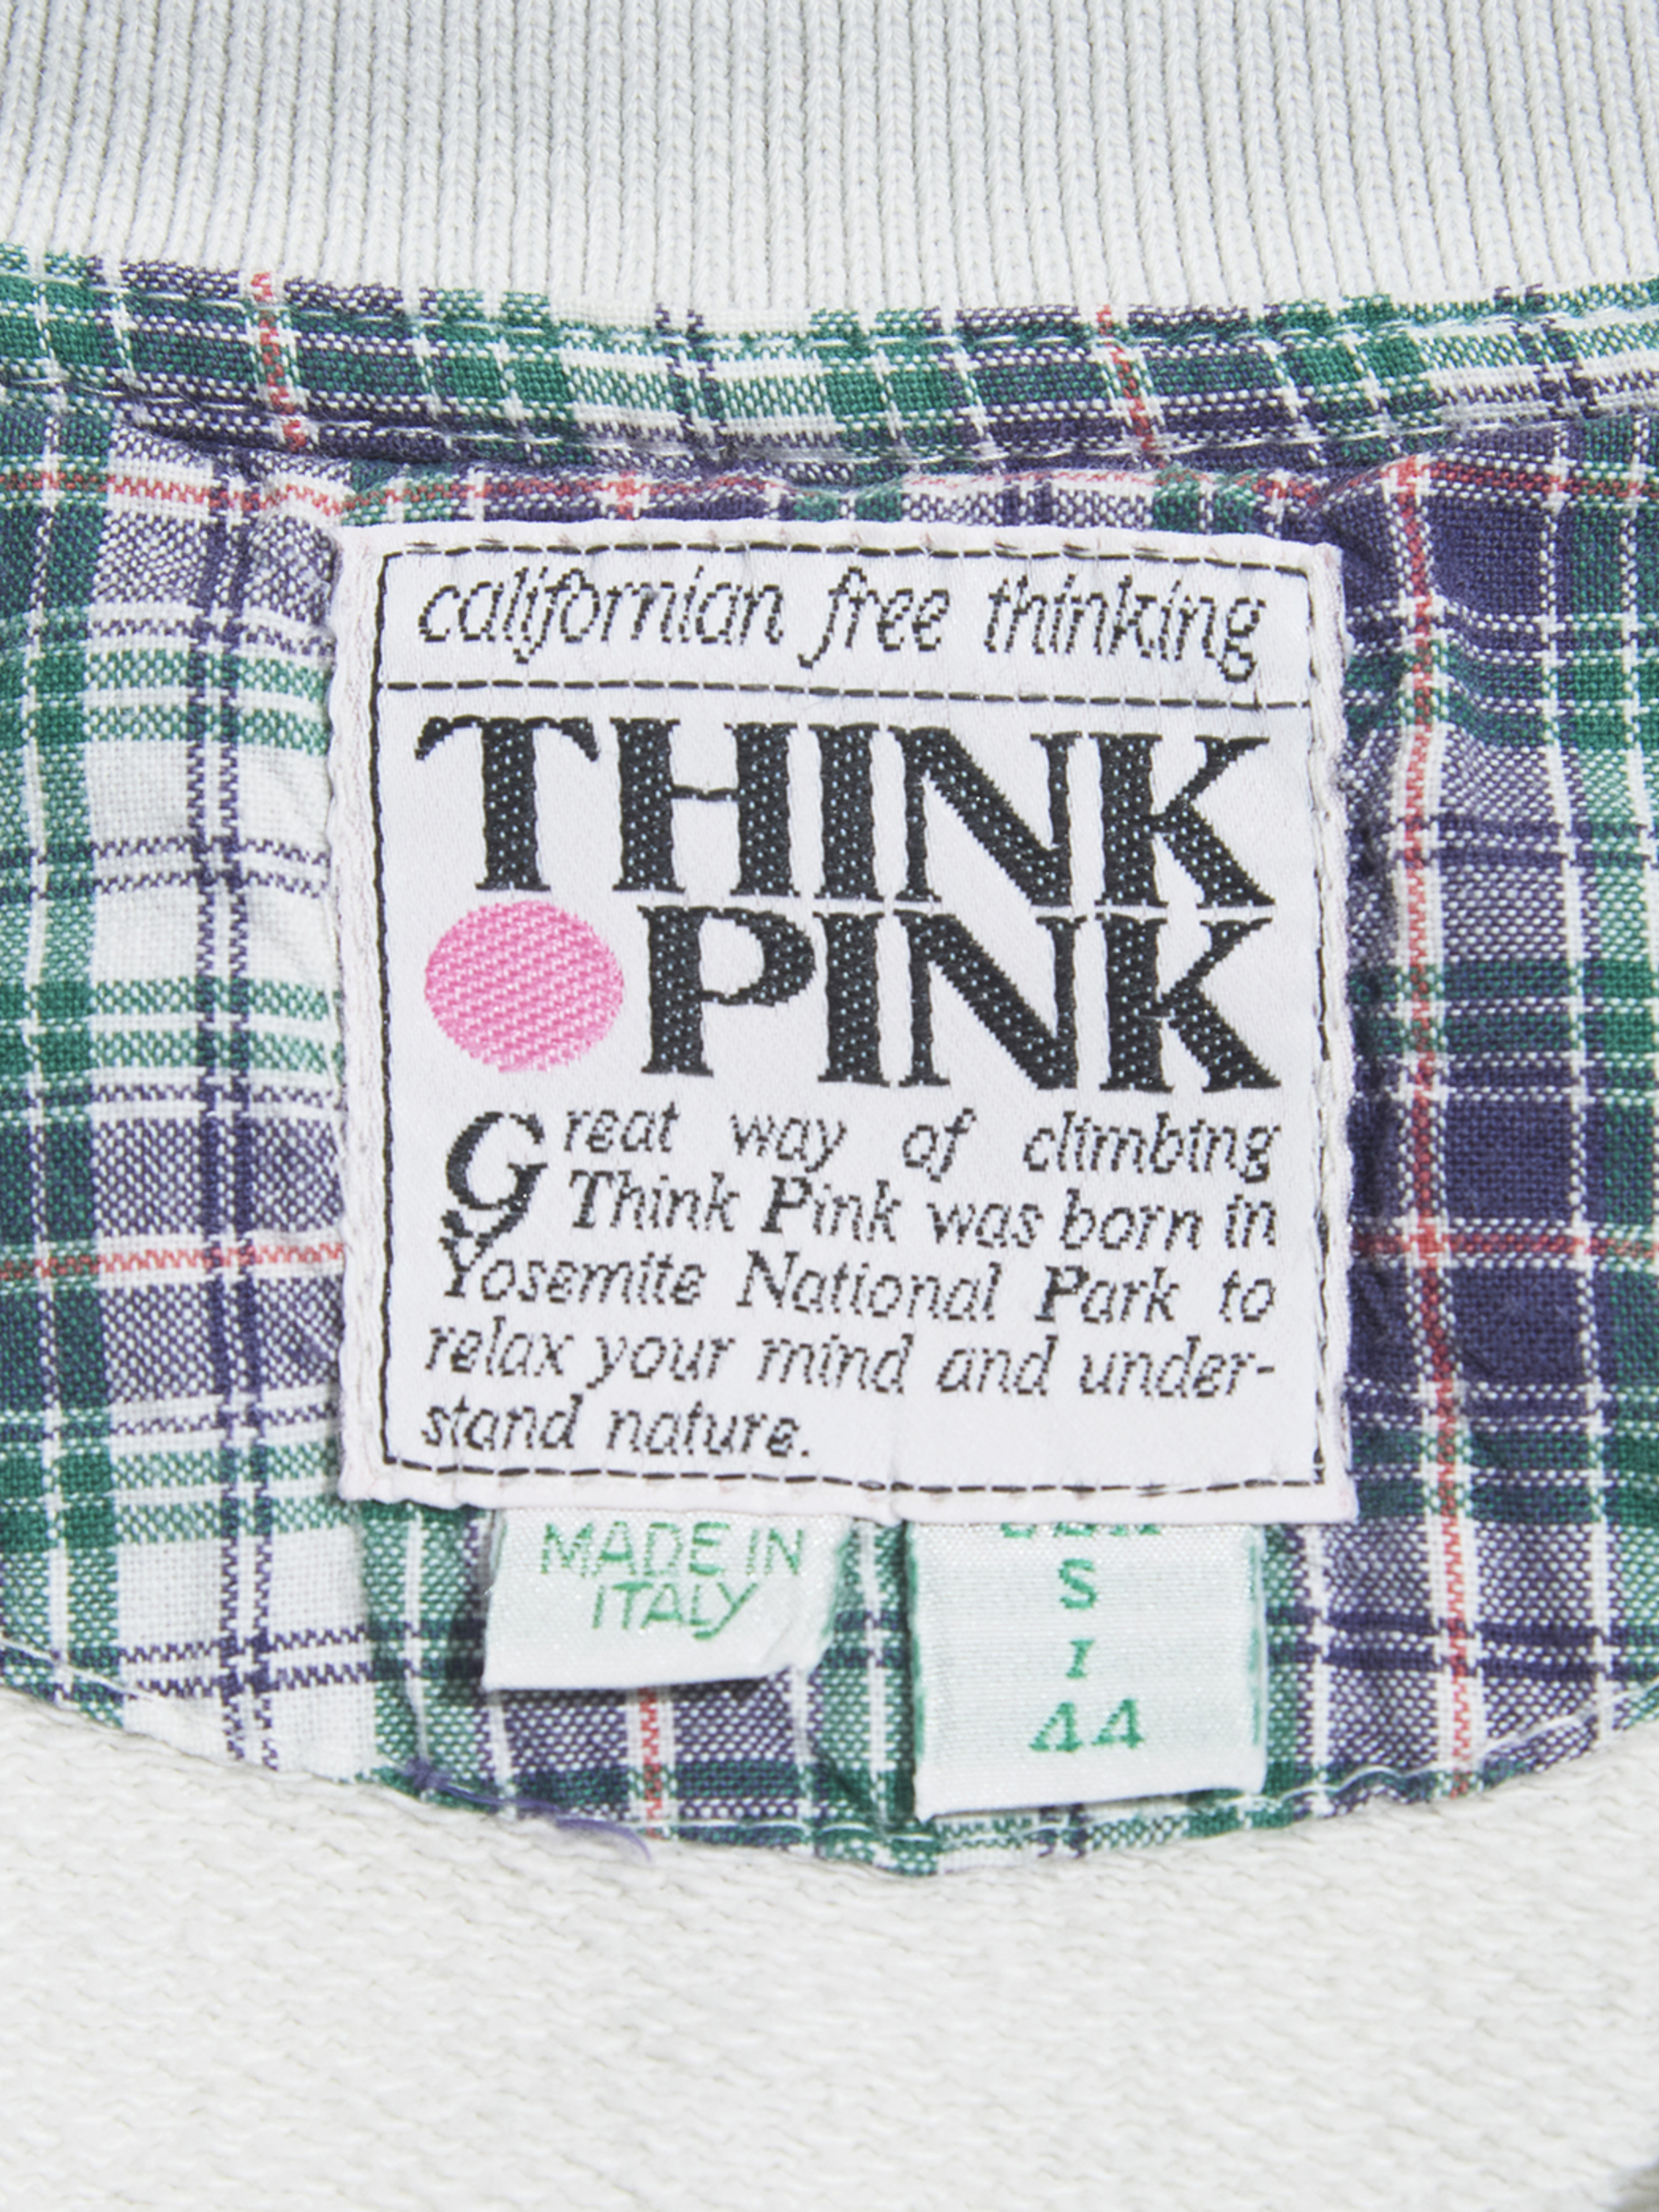 californian free thinking
THINK
PINK
Great way of climbing
Think Pink was born in
Yosemite National Park to
relax your mind and under-
stand nature.
MADE IN
ITALY
S
I
44